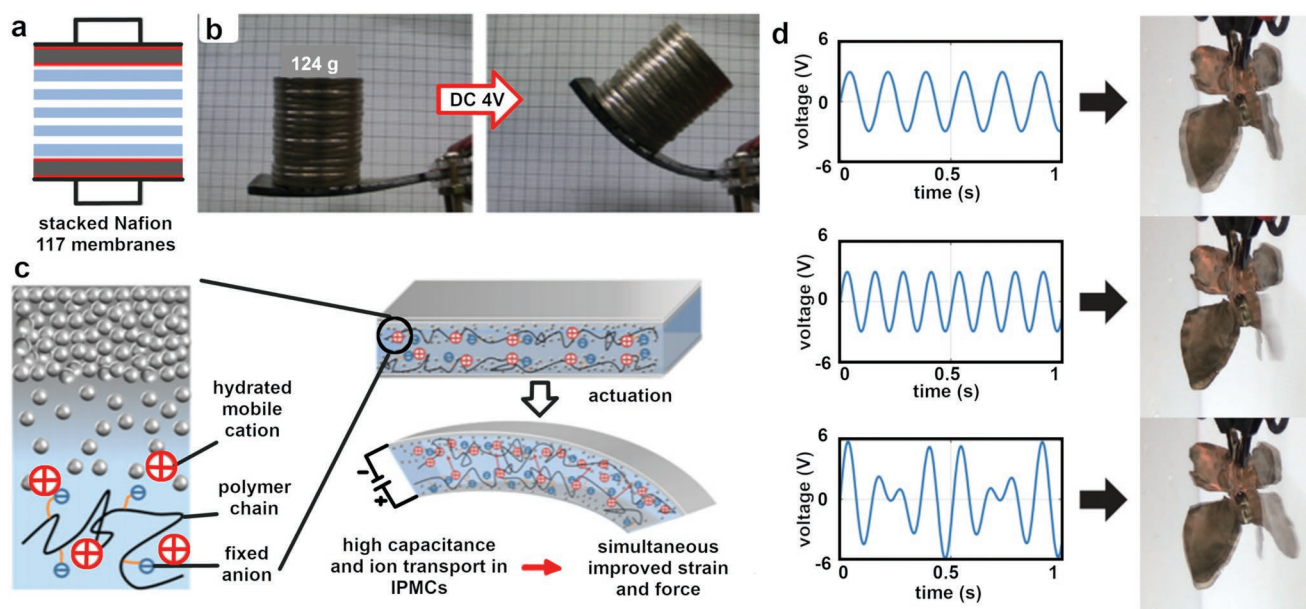 a
stacked Nafion
117 membranes
b
124 g
DC 4V
c
hydrated
mobile
cation
polymer
chain
fixed
anion
actuation
high capacitance
and ion transport in
IPMCs
simultaneous
improved strain
and force
d
voltage (V)
6
0
-6
0
0.5
1
time (s)
voltage (V)
6
0
-6
0
0.5
1
time (s)
voltage (V)
6
0
-6
0
0.5
1
time (s)